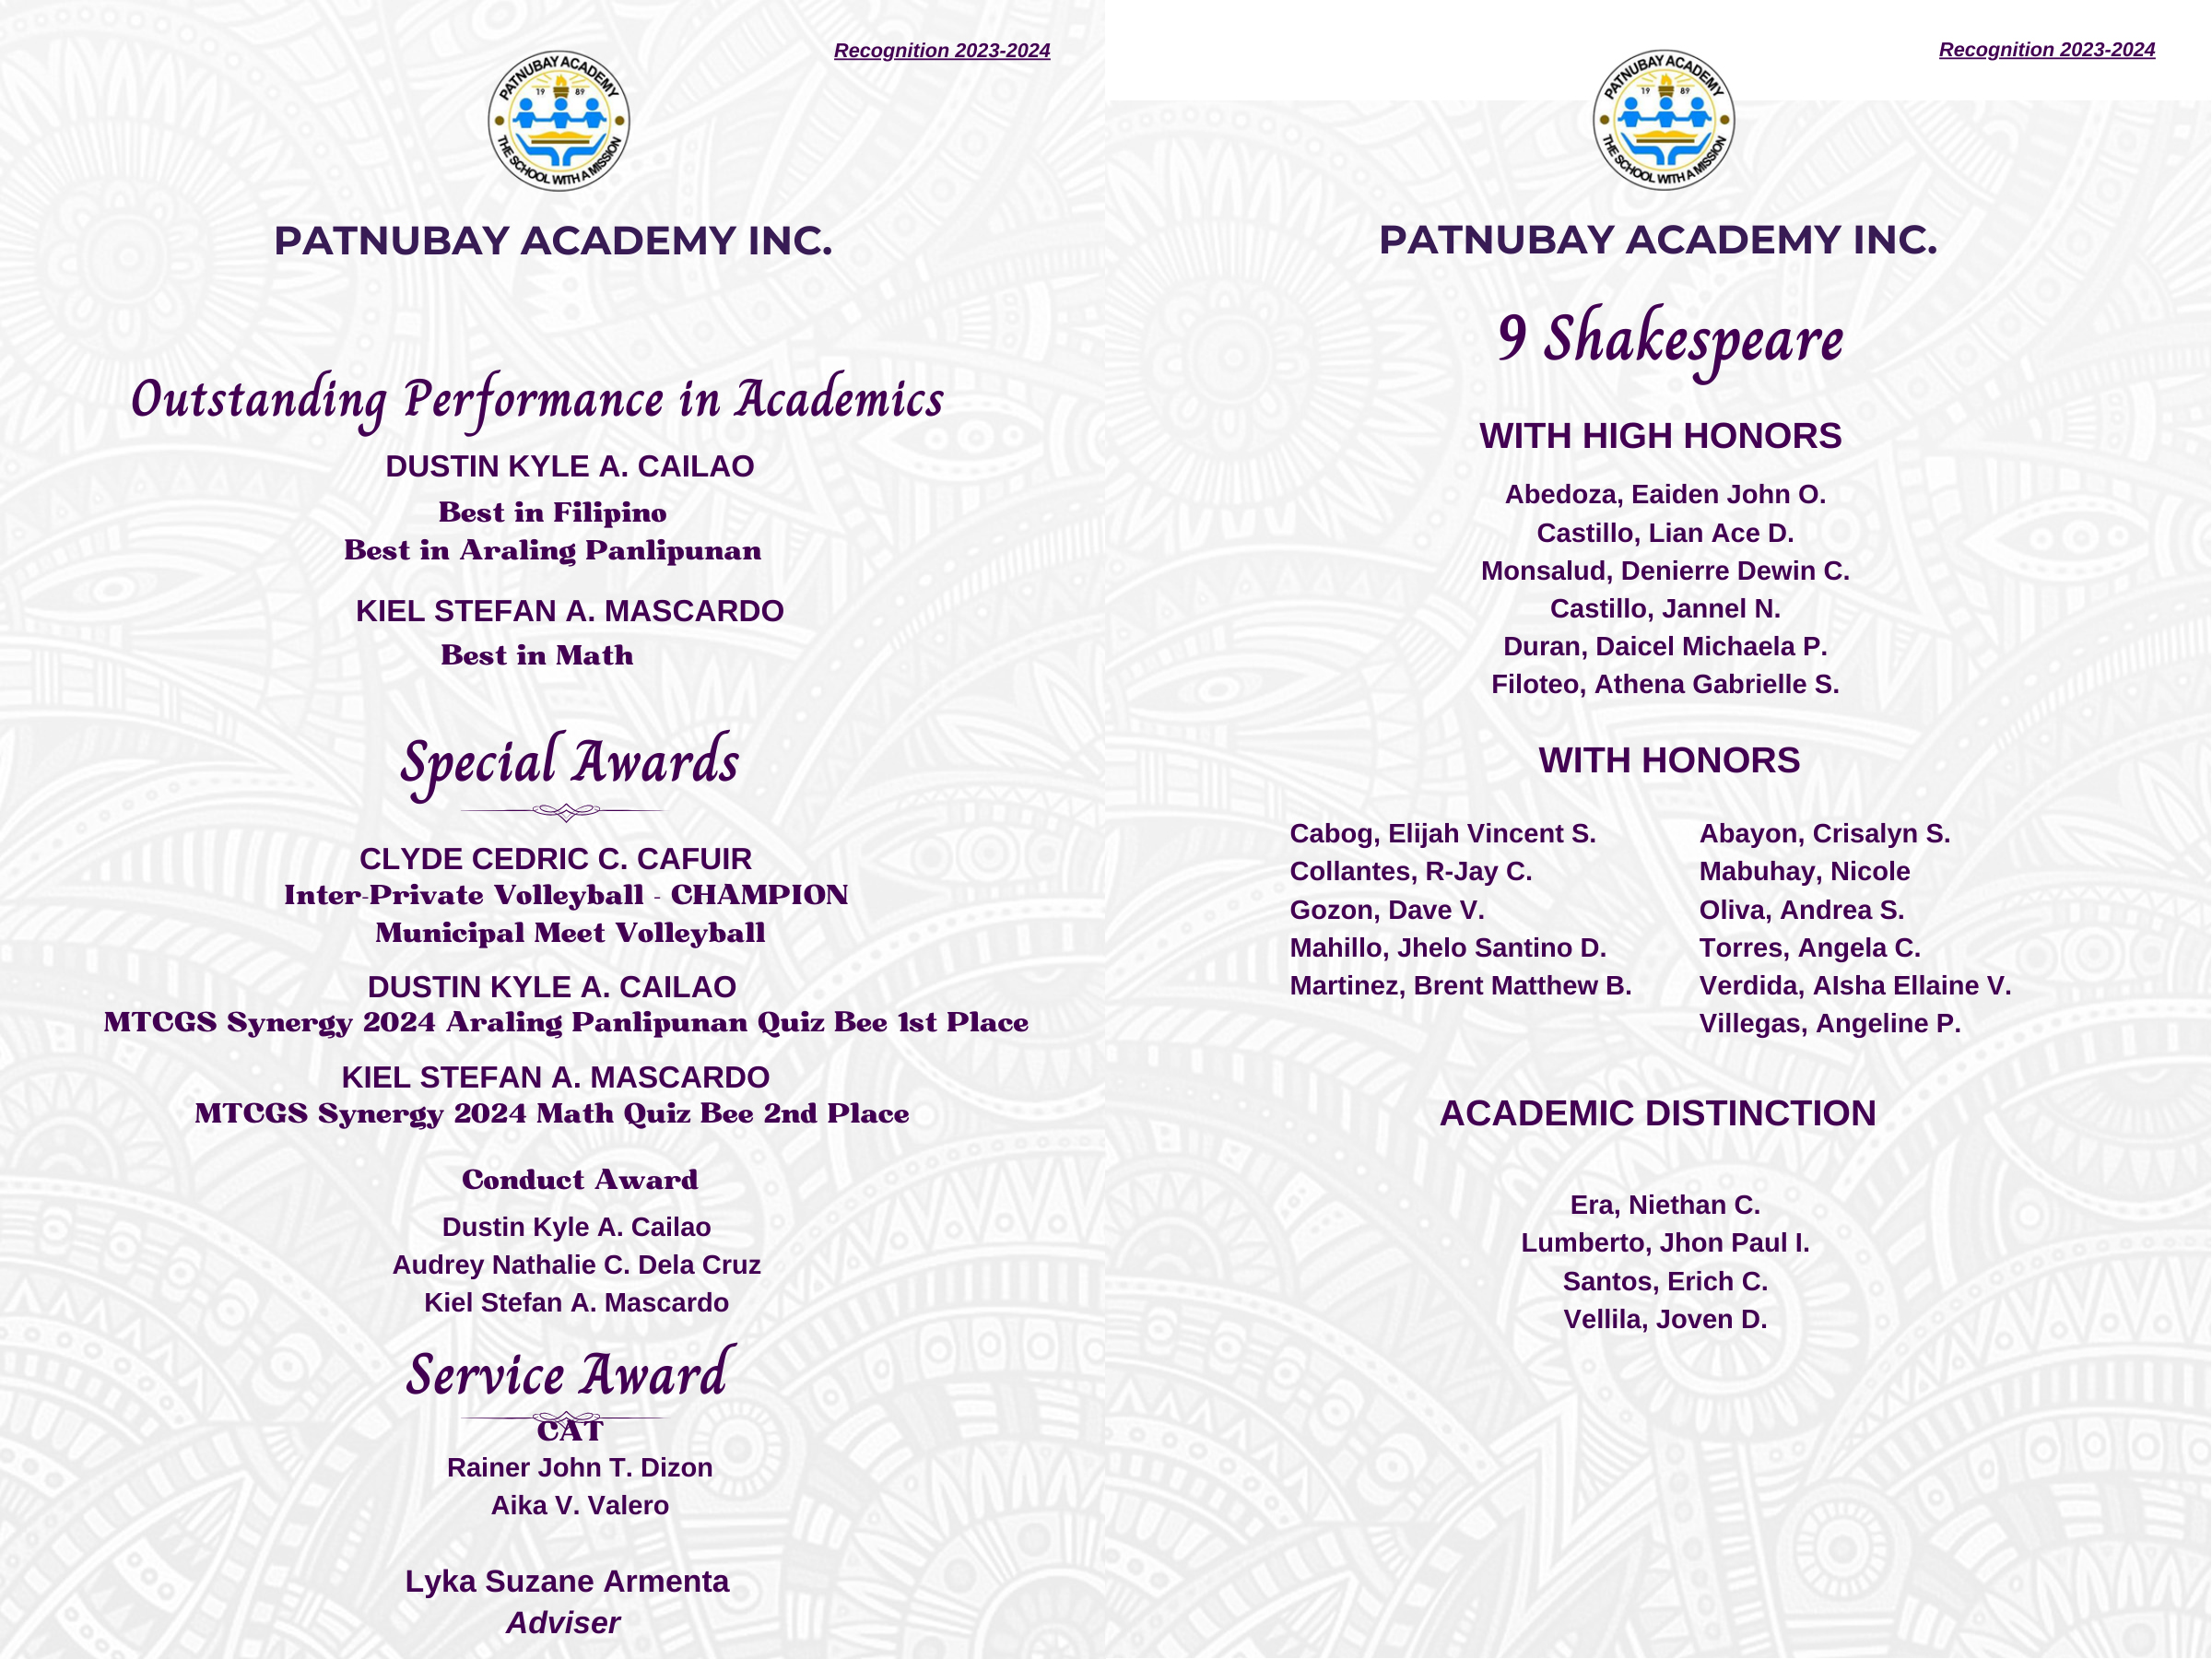 Recognition 2023-2024
PATNUBAY ACADEMY
19 89
THE SCHOOL WITH A MISSION
PATNUBAY ACADEMY INC.
Outstanding Performance in Academics
DUSTIN KYLE A. CAILAO
Best in Filipino
Best in Araling Panlipunan
KIEL STEFAN A. MASCARDO
Best in Math
Special Awards
CLYDE CEDRIC C. CAFUIR
Inter-Private Volleyball - CHAMPION
Municipal Meet Volleyball
DUSTIN KYLE A. CAILAO
MTCGS Synergy 2024 Araling Panlipunan Quiz Bee 1st Place
KIEL STEFAN A. MASCARDO
MTCGS Synergy 2024 Math Quiz Bee 2nd Place
Conduct Award
Dustin Kyle A. Cailao
Audrey Nathalie C. Dela Cruz
Kiel Stefan A. Mascardo
Service Award
CAT
Rainer John T. Dizon
Aika V. Valero
Lyka Suzane Armenta
Adviser
Recognition 2023-2024
PATNUBAY ACADEMY
19 89
THE SCHOOL WITH A MISSION
PATNUBAY ACADEMY INC.
9 Shakespeare
WITH HIGH HONORS
Abedoza, Eaiden John O.
Castillo, Lian Ace D.
Monsalud, Denierre Dewin C.
Castillo, Jannel N.
Duran, Daicel Michaela P.
Filoteo, Athena Gabrielle S.
WITH HONORS
Cabog, Elijah Vincent S.
Collantes, R-Jay C.
Gozon, Dave V.
Mahillo, Jhelo Santino D.
Martinez, Brent Matthew B.
Abayon, Crisalyn S.
Mabuhay, Nicole
Oliva, Andrea S.
Torres, Angela C.
Verdida, AIsha Ellaine V.
Villegas, Angeline P.
ACADEMIC DISTINCTION
Era, Niethan C.
Lumberto, Jhon Paul I.
Santos, Erich C.
Vellila, Joven D.